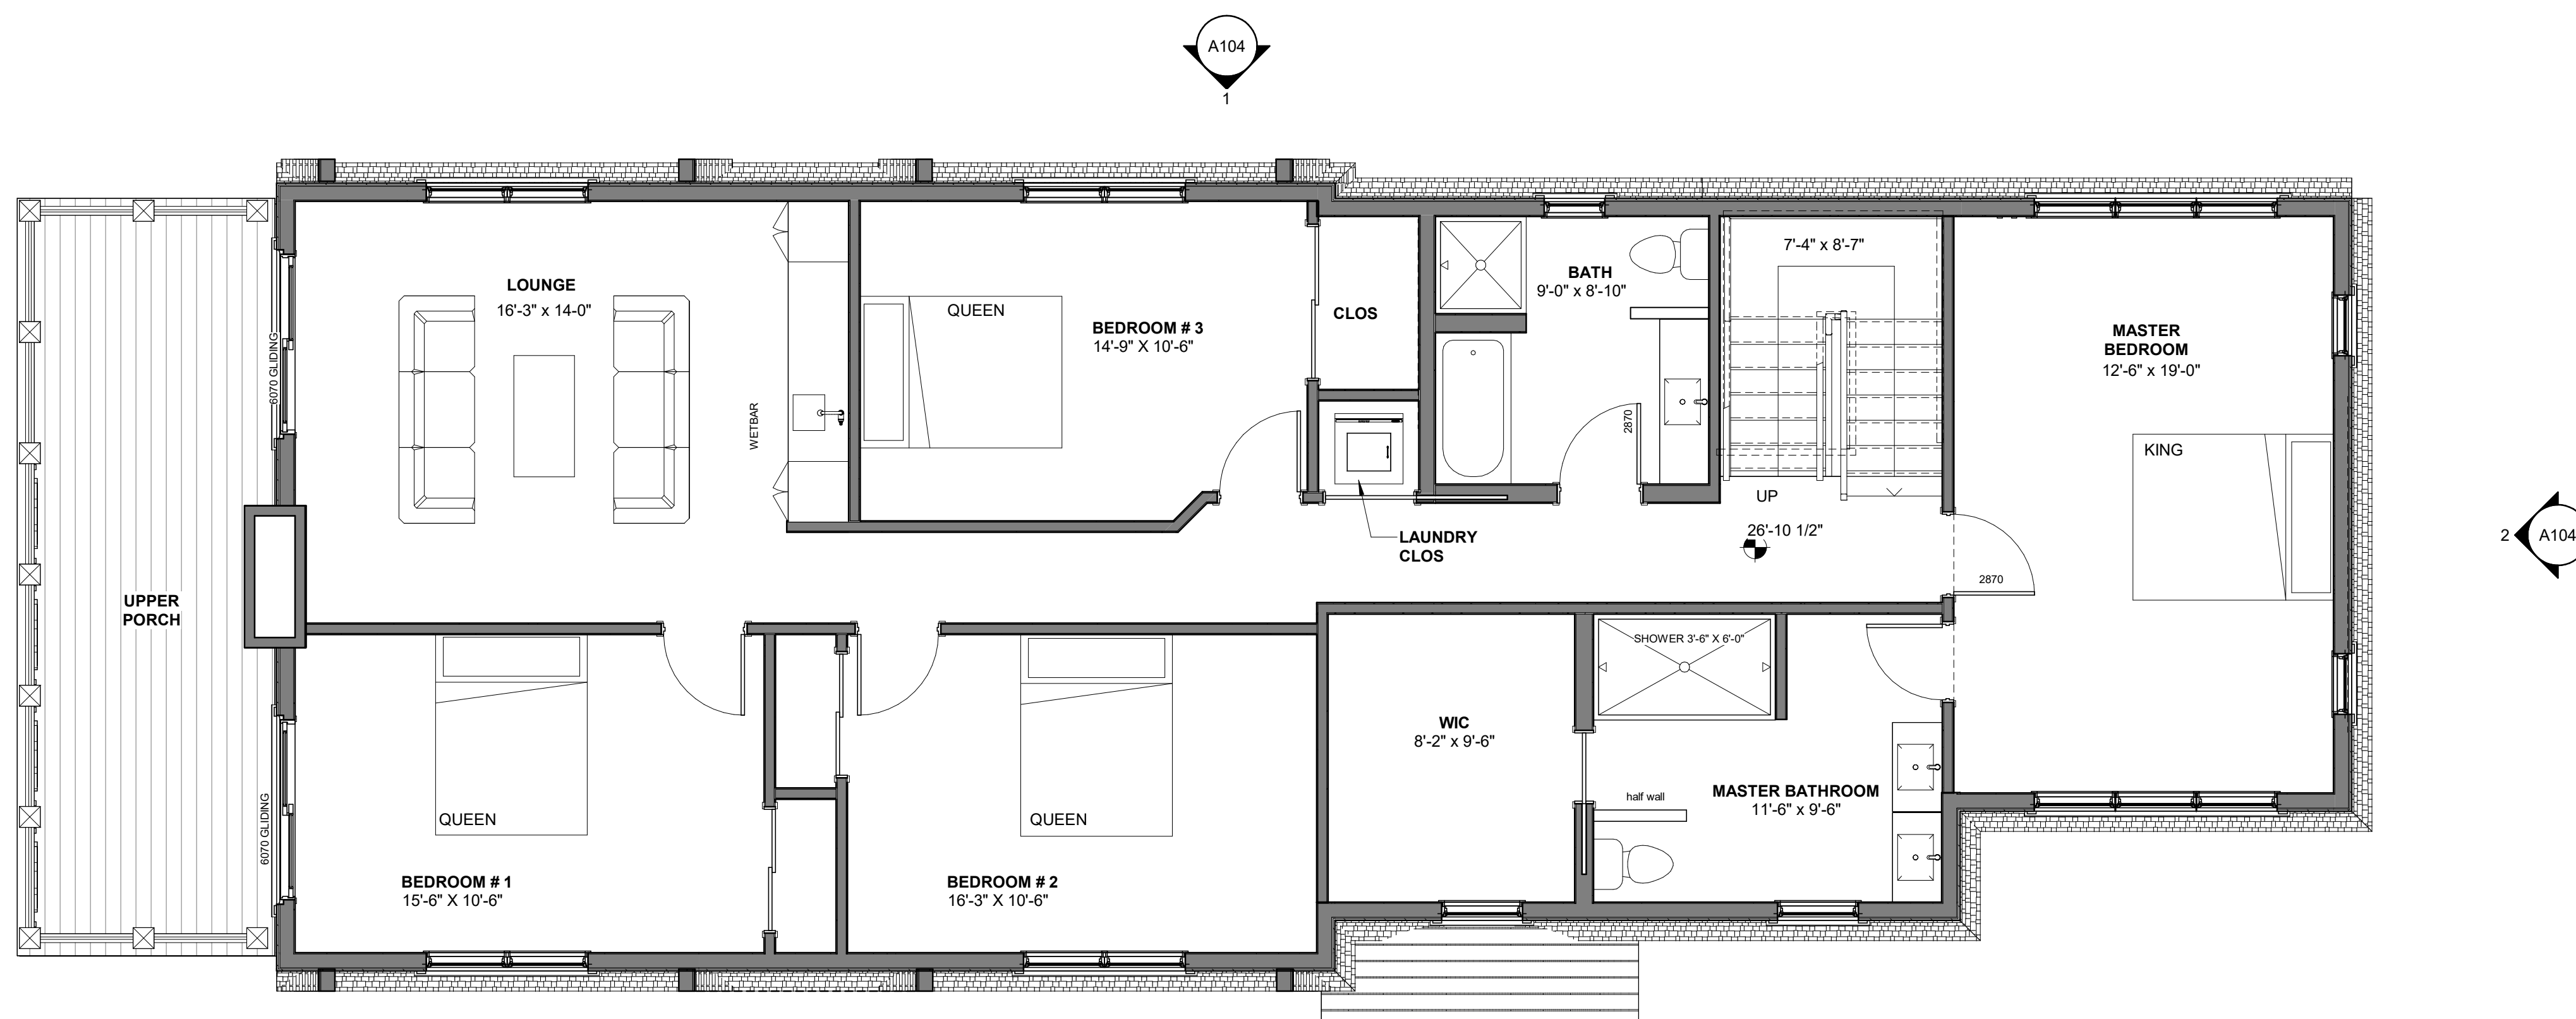 A104
1
7'-4" x 8'-7"
LOUNGE
16'-3" x 14-0"
QUEEN
BEDROOM # 3
14'-9" X 10'-6"
CLOS
BATH
9'-0" x 8'-10"
MASTER
BEDROOM
12'-6" x 19'-0"
6070 GLIDING
WETBAR
2870
KING
UP
26'-10 1/2"
LAUNDRY
CLOS
2
A104
2870
UPPER
PORCH
SHOWER 3'-6" X 6'-0"
WIC
8'-2" x 9'-6"
half wall
MASTER BATHROOM
11'-6" x 9'-6"
6070 GLIDING
QUEEN
QUEEN
BEDROOM # 1
15'-6" X 10'-6"
BEDROOM # 2
16'-3" X 10'-6"